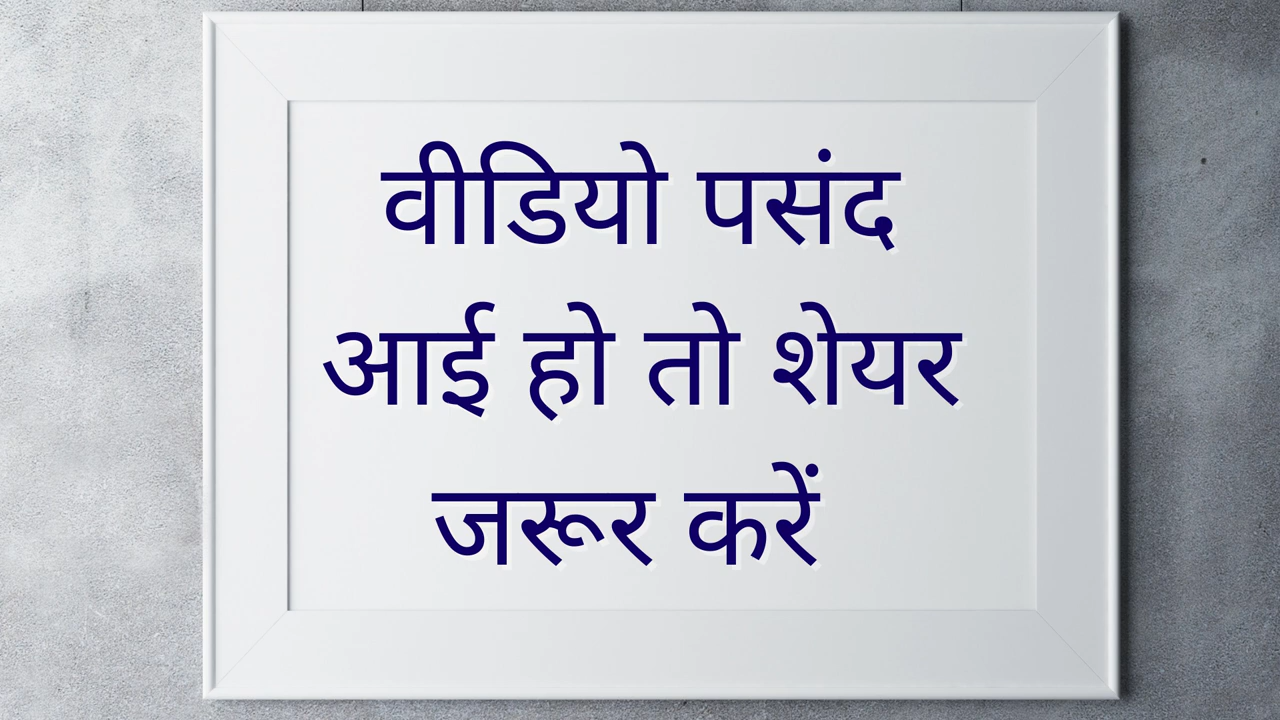 वीडियो पसंद
आई हो तो शेयर
जरूर करें